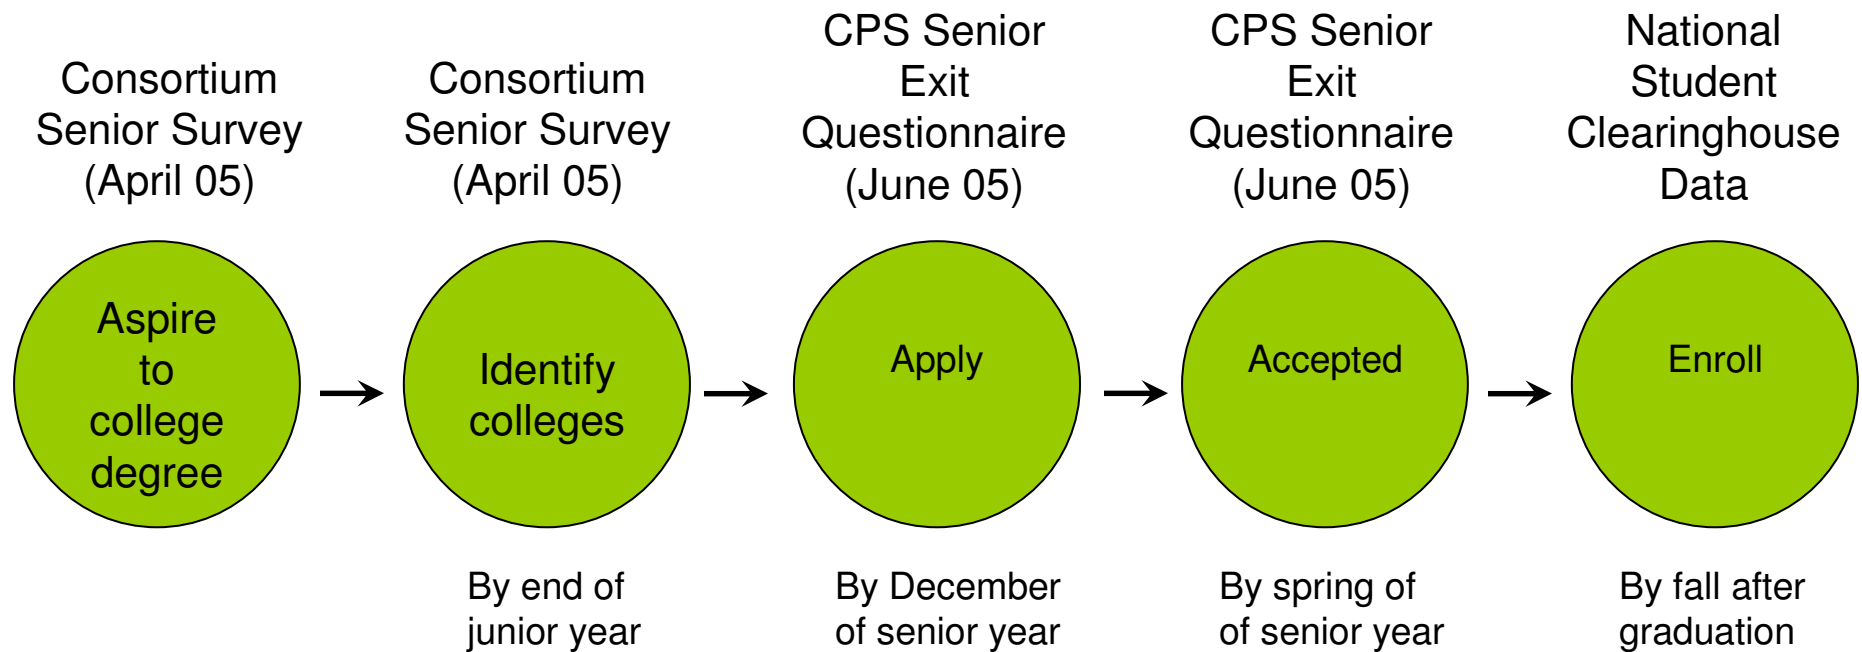 Consortium
Senior Survey
(April 05)
Consortium
Senior Survey
(April 05)
CPS Senior
Exit
Questionnaire
(June 05)
CPS Senior
Exit
Questionnaire
(June 05)
National
Student
Clearinghouse
Data
Aspire
to
college
degree
Identify
colleges
Apply
Accepted
Enroll
By end of
junior year
By December
of senior year
By spring of
of senior year
By fall after
graduation